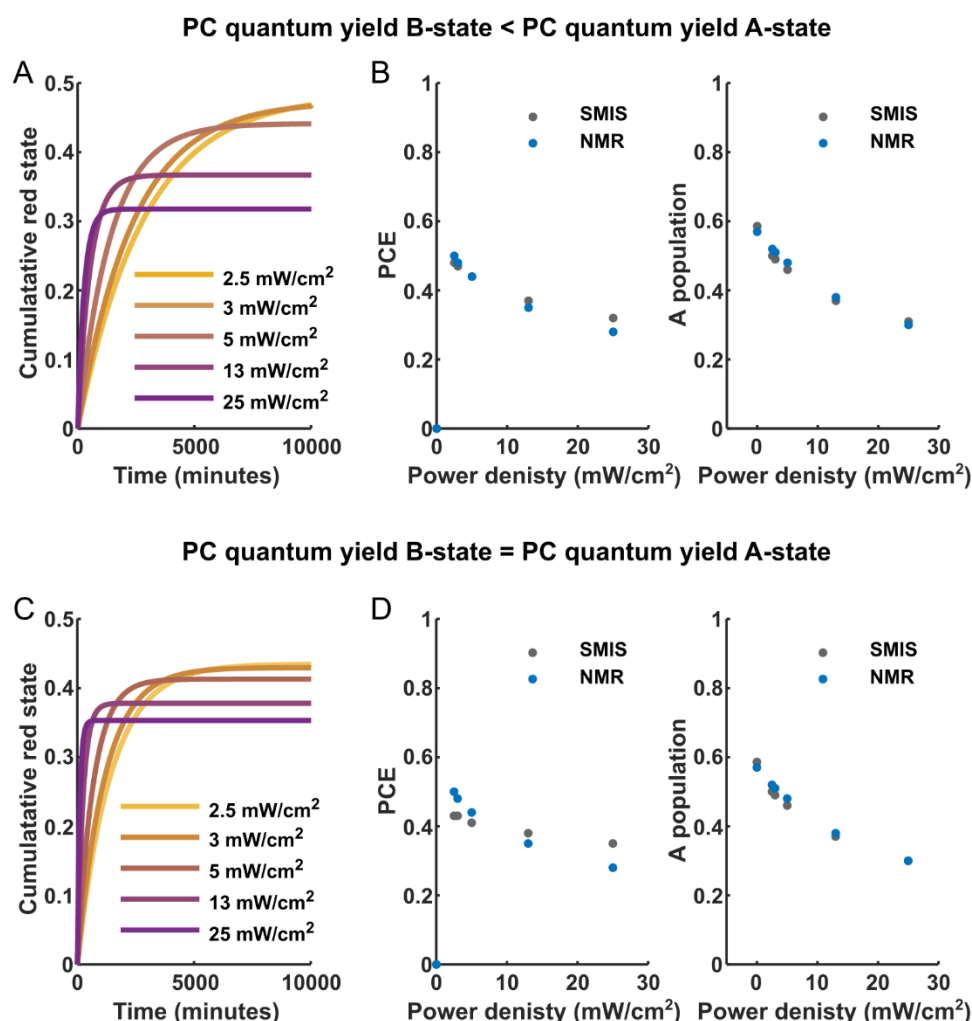 PC quantum yield B-state < PC quantum yield A-state
A
Cumulatative red state
0.5
0.4
0.3
0.2
0.1
0
2.5 mW/cm²
3 mW/cm²
5 mW/cm²
13 mW/cm²
25 mW/cm²
0 5000 10000
Time (minutes)
B
PCE
1
0.8
0.6
0.4
0.2
0
SMIS
NMR
0 10 20 30
Power denisty (mW/cm²)
A population
1
0.8
0.6
0.4
0.2
0
SMIS
NMR
0 10 20 30
Power denisty (mW/cm²)
PC quantum yield B-state = PC quantum yield A-state
C
Cumulatative red state
0.5
0.4
0.3
0.2
0.1
0
2.5 mW/cm²
3 mW/cm²
5 mW/cm²
13 mW/cm²
25 mW/cm²
0 5000 10000
Time (minutes)
D
PCE
1
0.8
0.6
0.4
0.2
0
SMIS
NMR
0 10 20 30
Power denisty (mW/cm²)
A population
1
0.8
0.6
0.4
0.2
0
SMIS
NMR
0 10 20 30
Power denisty (mW/cm²)